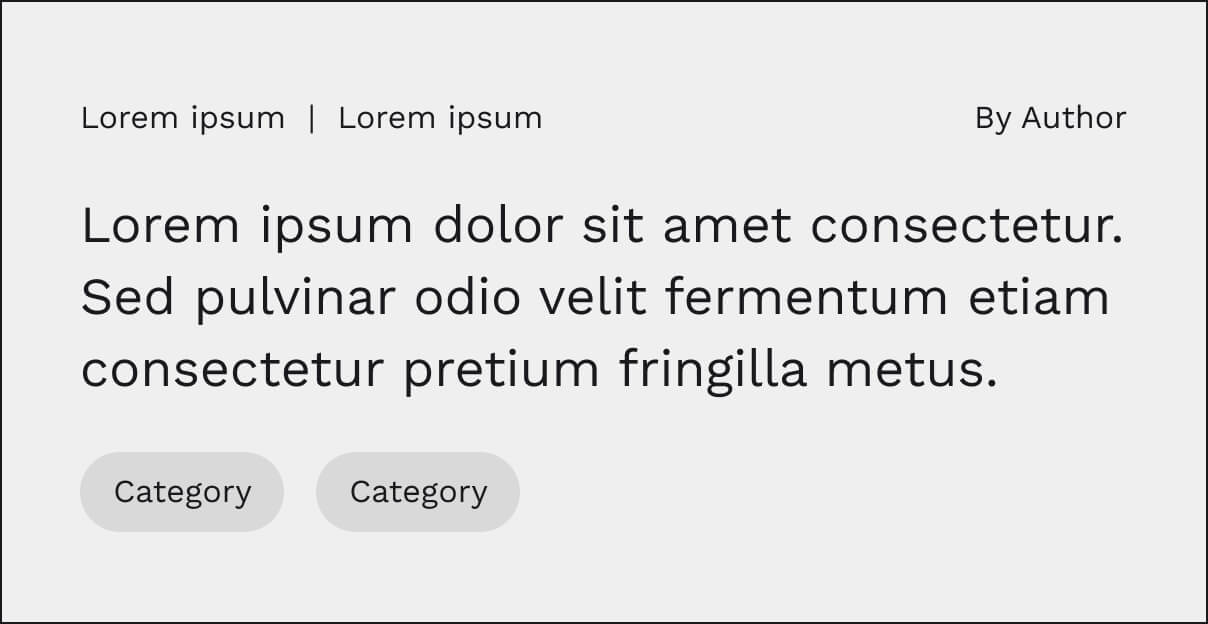 Lorem ipsum | Lorem ipsum By Author
Lorem ipsum dolor sit amet consectetur.
Sed pulvinar odio velit fermentum etiam
consectetur pretium fringilla metus.
Category Category